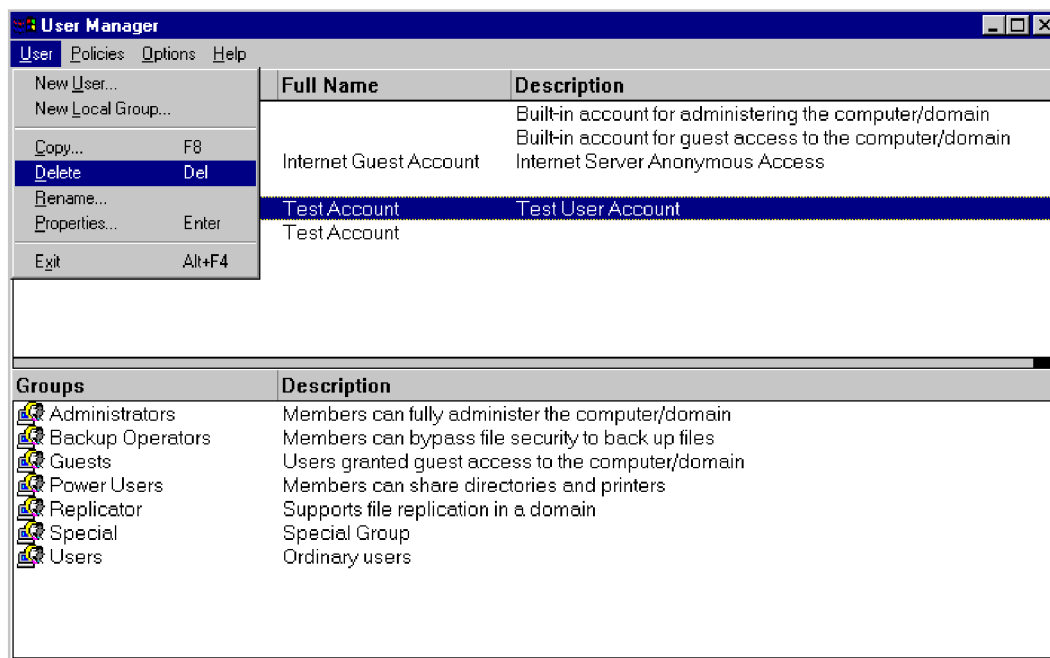 User Manager
User Policies Options Help
New User...
New Local Group...
Copy... F8
Delete Del
Rename...
Properties... Enter
Exit Alt+F4
Full Name Description
Built-in account for administering the computer/domain
Built-in account for guest access to the computer/domain
Internet Guest Account Internet Server Anonymous Access
Test Account Test User Account
Test Account
Groups Description
Administrators Members can fully administer the computer/domain
Backup Operators Members can bypass file security to back up files
Guests Users granted guest access to the computer/domain
Power Users Members can share directories and printers
Replicator Supports file replication in a domain
Special Special Group
Users Ordinary users